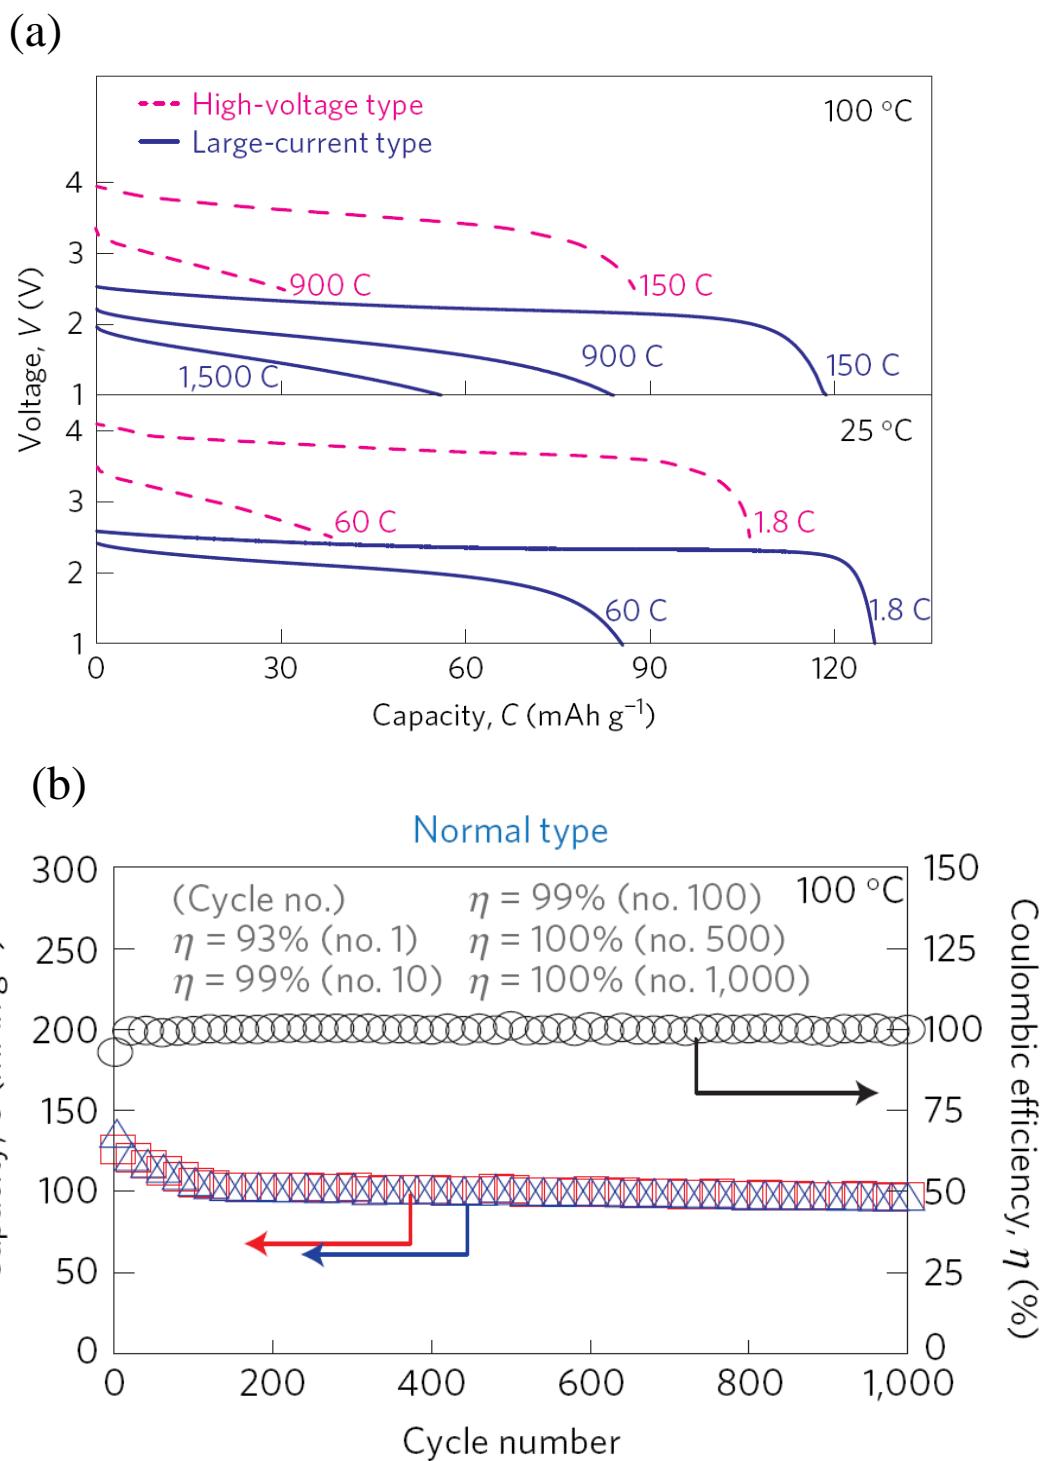 (a)
High-voltage type
100 °C
Large-current type
4
3
900 C
150 C
2
900 C
150 C
1,500 C
1
Voltage, V (V)
4
25 °C
3
60 C
1.8 C
2
60 C
1.8 C
1
0 30 60 90 120
Capacity, C (mAh g⁻¹)
(b)
Normal type
300 150
100 °C
(Cycle no.) η = 99% (no. 100)
250 η = 93% (no. 1) η = 100% (no. 500) 125
η = 99% (no. 10) η = 100% (no. 1,000)
200 100
150 75
100 50
50 25
0 0
Coulombic efficiency, η (%)
0 200 400 600 800 1,000
Cycle number